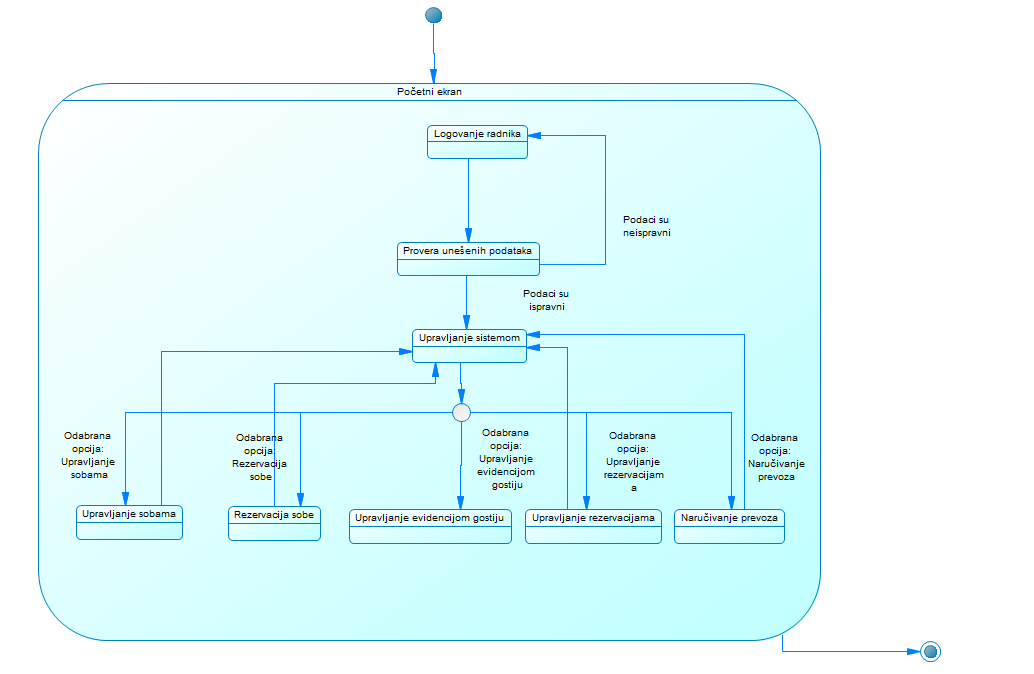 Početni ekran
Logovanje radnika
Podaci su
neispravni
Provera unešenih podataka
Podaci su
ispravni
Upravljanje sistemom
Odabrana
opcija:
Upravljanje
sobama
Odabrana
opcija:
Rezervacija
sobe
Odabrana
opcija:
Upravljanje
evidencijom
gostiju
Odabrana
opcija:
Upravljanje
rezervacijam
a
Odabrana
opcija:
Naručivanje
prevoza
Upravljanje sobama
Rezervacija sobe
Upravljanje evidencijom gostiju
Upravljanje rezervacijama
Naručivanje prevoza